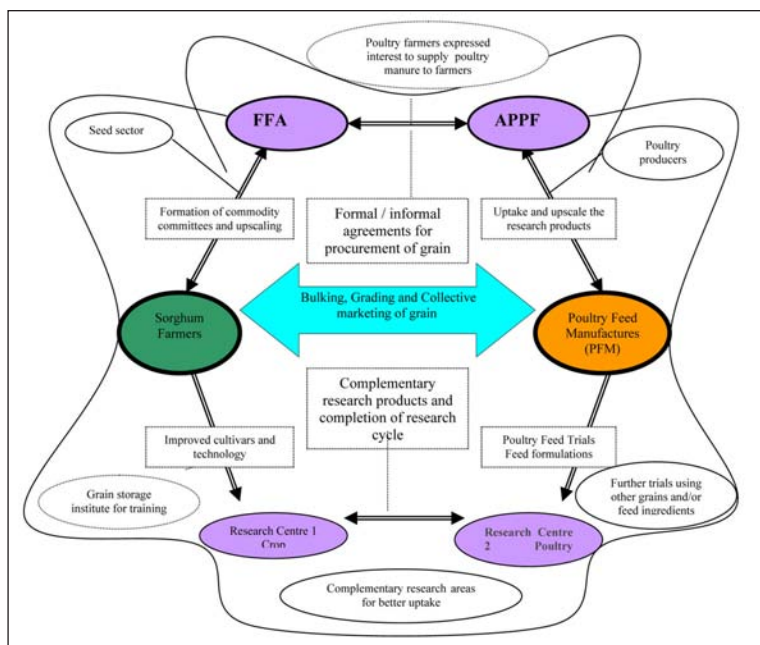 Poultry farmers expressed
interest to supply poultry
manure to farmers
FFA
APPF
Seed sector
Poultry
producers
Formation of commodity
committees and upscaling
Formal / informal
agreements for
procurement of grain
Uptake and upscale the
research products
Bulking, Grading and Collective
marketing of grain
Sorghum
Farmers
Poultry Feed
Manufactures
(PFM)
Complementary
research products and
completion of research
cycle
Improved cultivars and
technology
Poultry Feed Trials
Feed formulations
Grain storage
institute for training
Further trials using
other grains and/or
feed ingredients
Research Centre 1
Crop
Research Centre
2 Poultry
Complementary research areas
for better uptake